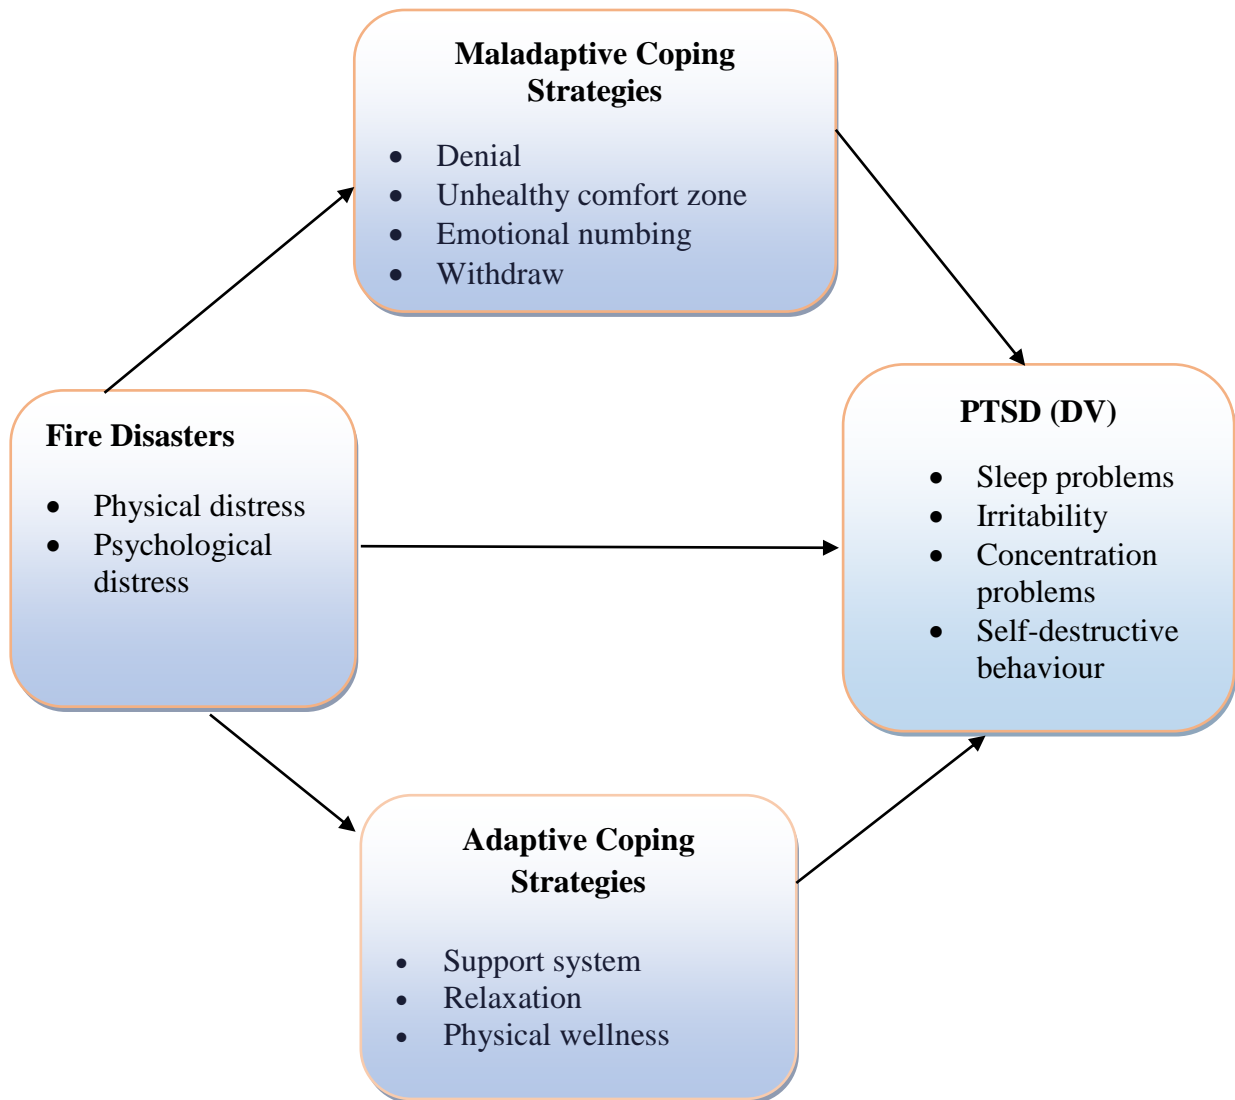 Maladaptive Coping
Strategies
• Denial
• Unhealthy comfort zone
• Emotional numbing
• Withdraw
Fire Disasters
• Physical distress
• Psychological
distress
PTSD (DV)
• Sleep problems
• Irritability
• Concentration
problems
• Self-destructive
behaviour
Adaptive Coping
Strategies
• Support system
• Relaxation
• Physical wellness